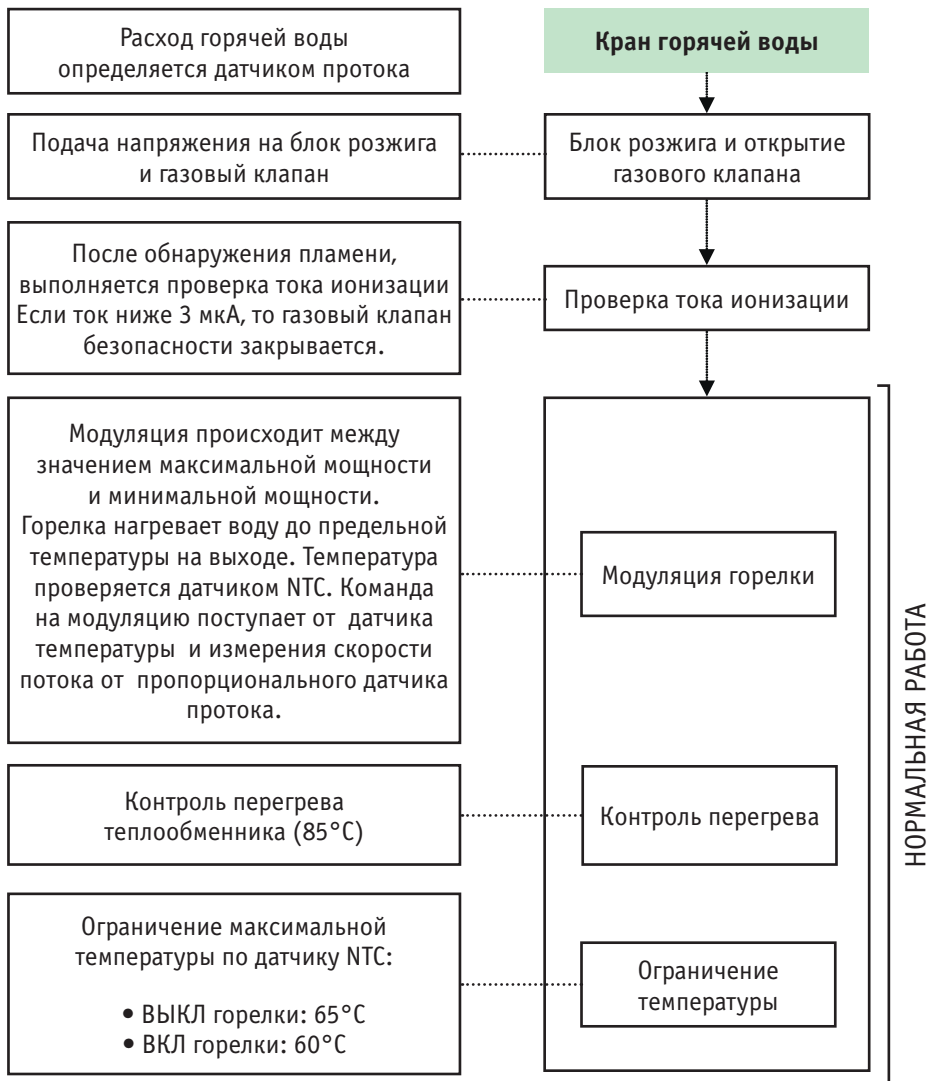 Расход горячей воды
определяется датчиком протока
Кран горячей воды
Подача напряжения на блок розжига
и газовый клапан
Блок розжига и открытие
газового клапана
После обнаружения пламени,
выполняется проверка тока ионизации
Если ток ниже 3 мкА, то газовый клапан
безопасности закрывается.
Проверка тока ионизации
Модуляция происходит между
значением максимальной мощности
и минимальной мощности.
Горелка нагревает воду до предельной
температуры на выходе. Температура
проверяется датчиком NTC. Команда
на модуляцию поступает от датчика
температуры и измерения скорости
потока от пропорционального датчика
протока.
Модуляция горелки
Контроль перегрева
теплообменника (85°C)
Контроль перегрева
Ограничение максимальной
температуры по датчику NTC:
• ВЫКЛ горелки: 65°C
• ВКЛ горелки: 60°C
Ограничение
температуры
НОРМАЛЬНАЯ РАБОТА